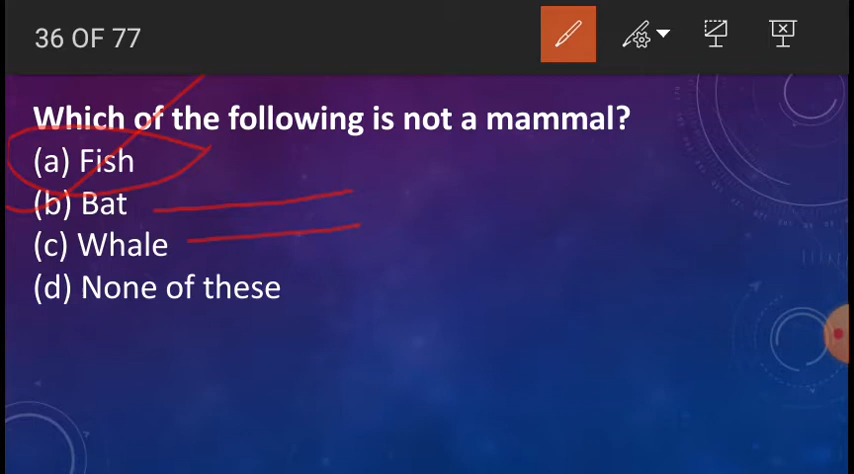 36 OF 77
Which of the following is not a mammal?
(a) Fish
(b) Bat
(c) Whale
(d) None of these